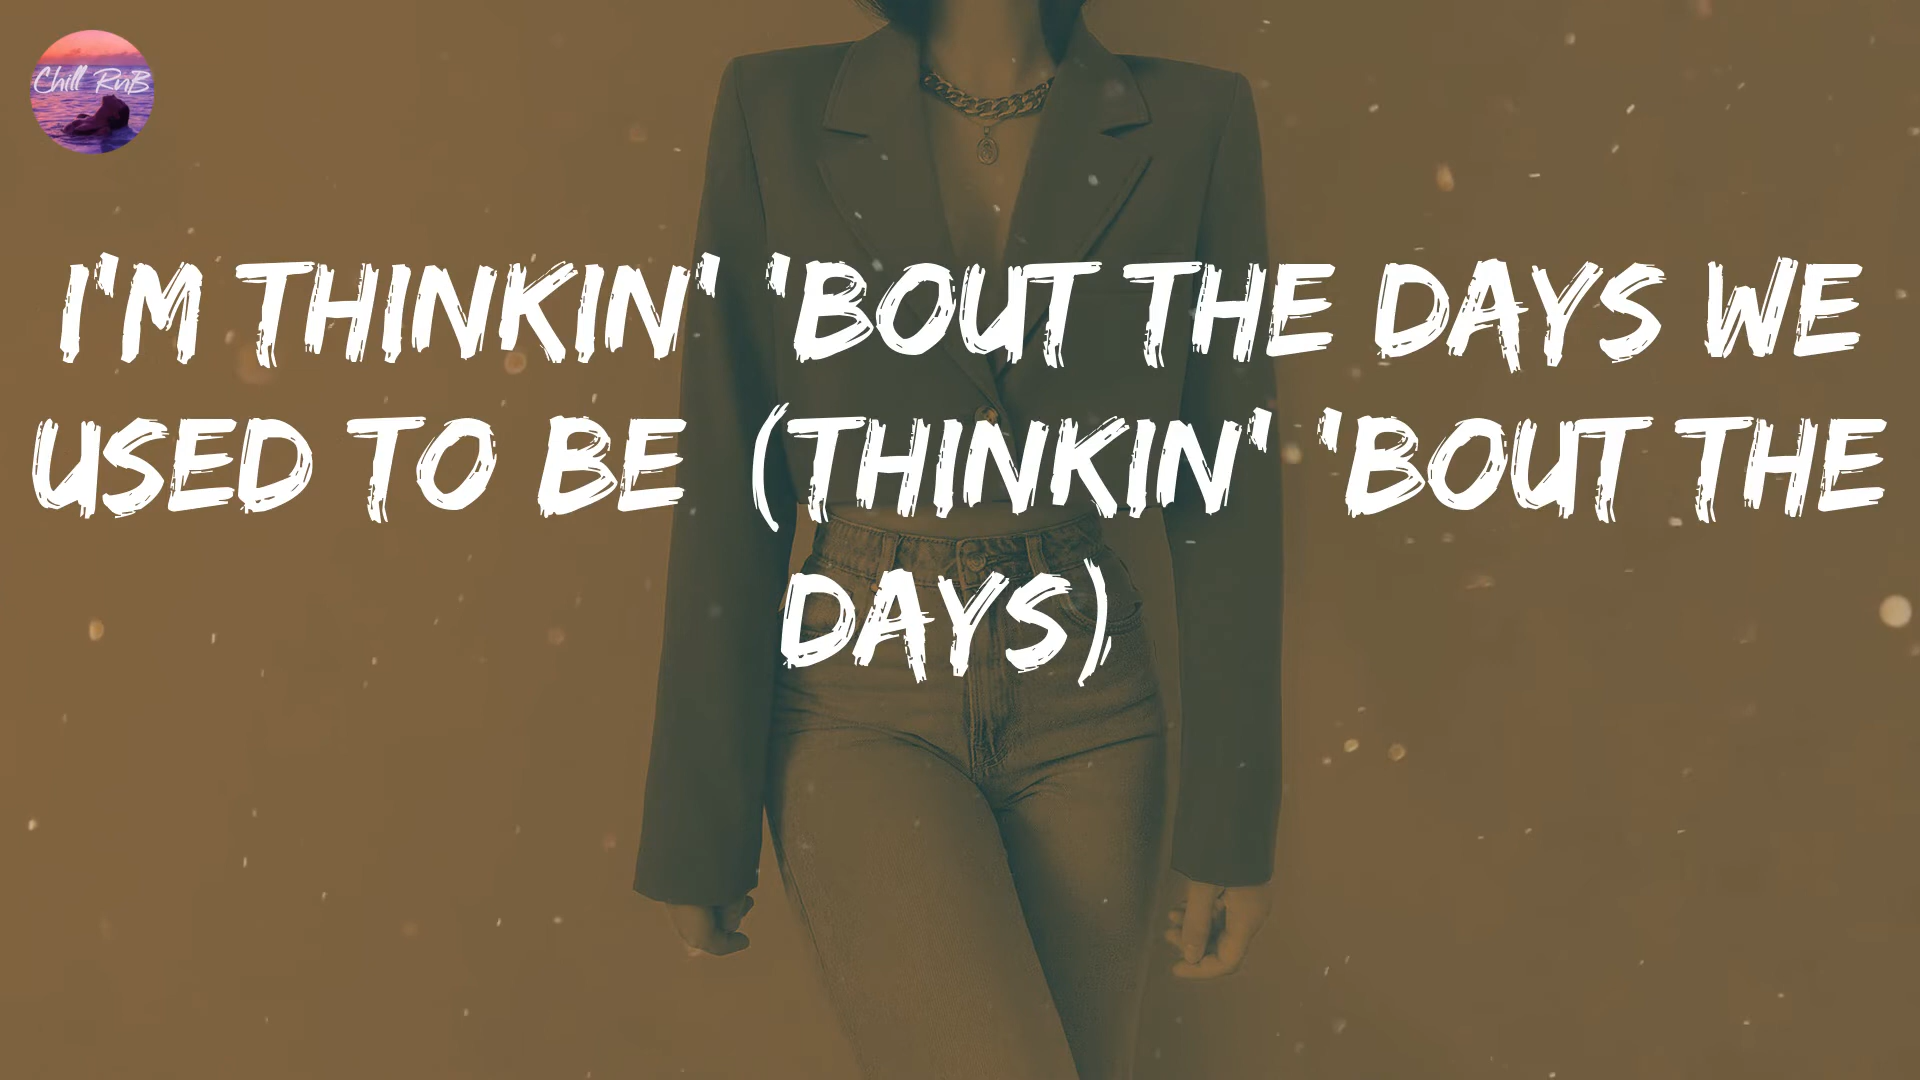 Chill RnB
I'M THINKIN' 'BOUT THE DAYS WE
USED TO BE (THINKIN' 'BOUT THE
DAYS)